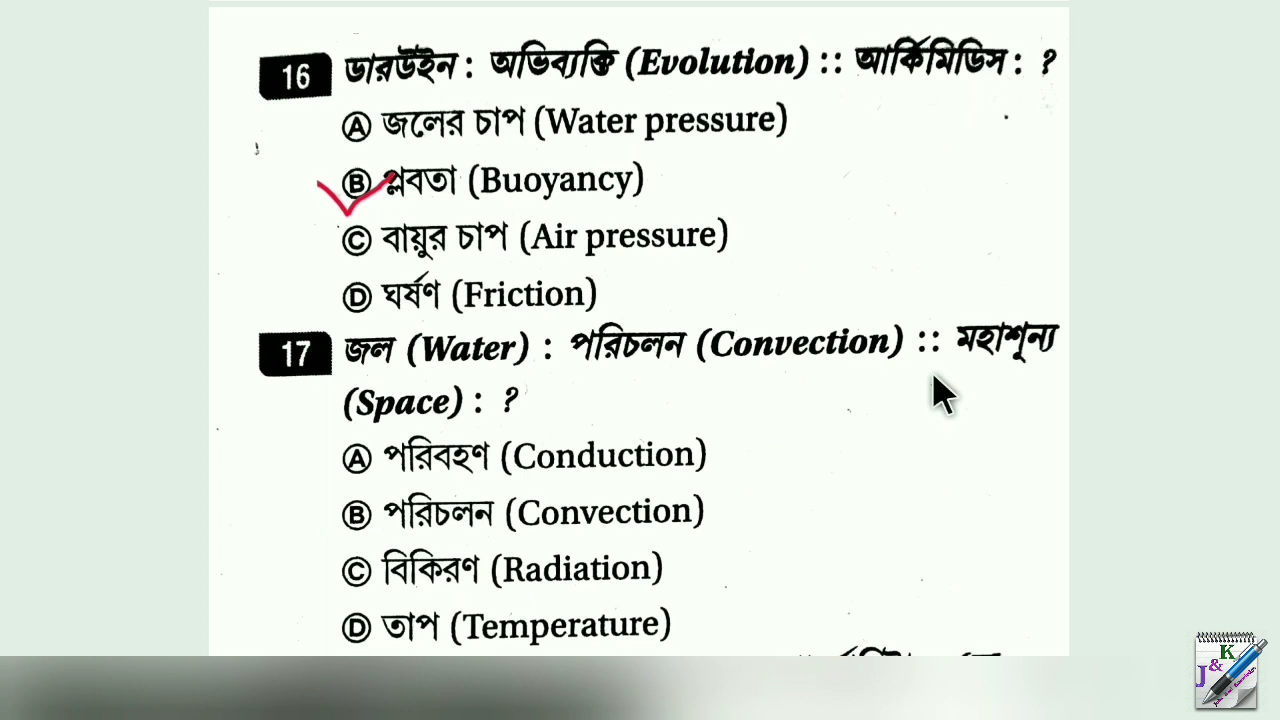 16 ডারউইন : অভিব্যক্তি (Evolution) :: আর্কিমিডিস : ?
Ⓐ জলের চাপ (Water pressure)
Ⓑ প্লবতা (Buoyancy)
Ⓒ বায়ুর চাপ (Air pressure)
Ⓓ ঘর্ষণ (Friction)
17 জল (Water) : পরিচলন (Convection) :: মহাশূন্য
(Space) : ?
Ⓐ পরিবহণ (Conduction)
Ⓑ পরিচলন (Convection)
Ⓒ বিকিরণ (Radiation)
Ⓓ তাপ (Temperature)
J&K